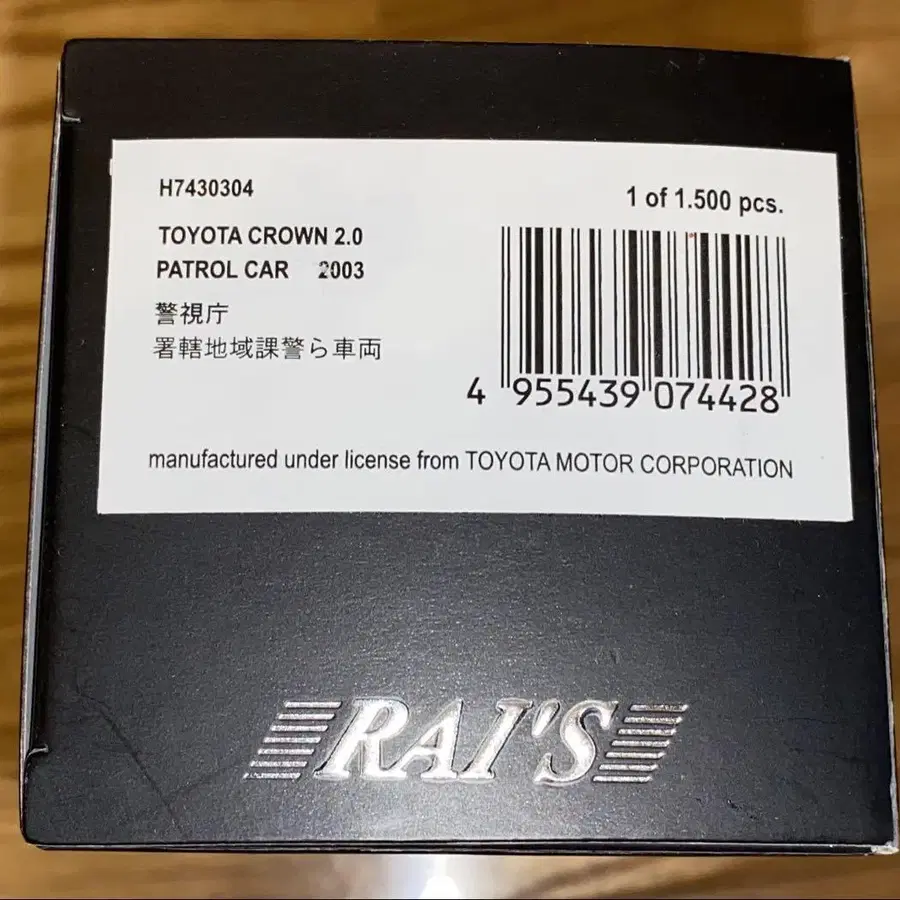 H7430304
1 of 1.500 pcs.
TOYOTA CROWN 2.0
PATROL CAR 2003
警視庁
署轄地域課警ら車両
4 955439 074428
manufactured under license from TOYOTA MOTOR CORPORATION
RAI'S